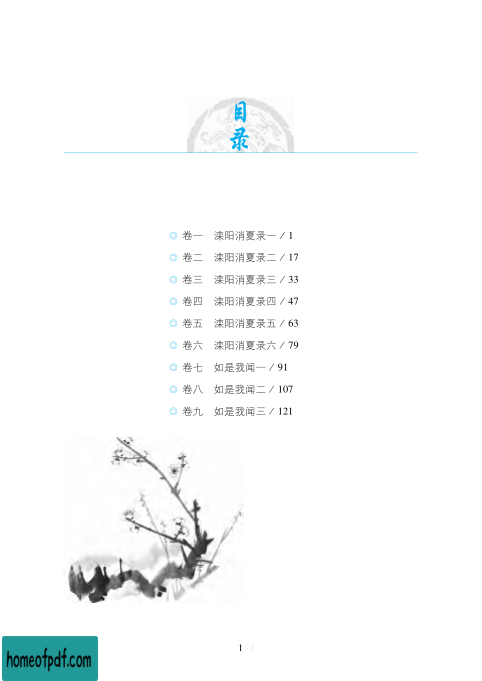 目
录
◎ 卷一 滦阳消夏录一 / 1
◎ 卷二 滦阳消夏录二 / 17
◎ 卷三 滦阳消夏录三 / 33
◎ 卷四 滦阳消夏录四 / 47
◎ 卷五 滦阳消夏录五 / 63
◎ 卷六 滦阳消夏录六 / 79
◎ 卷七 如是我闻一 / 91
◎ 卷八 如是我闻二 / 107
◎ 卷九 如是我闻三 / 121
1
homeofpdf.com